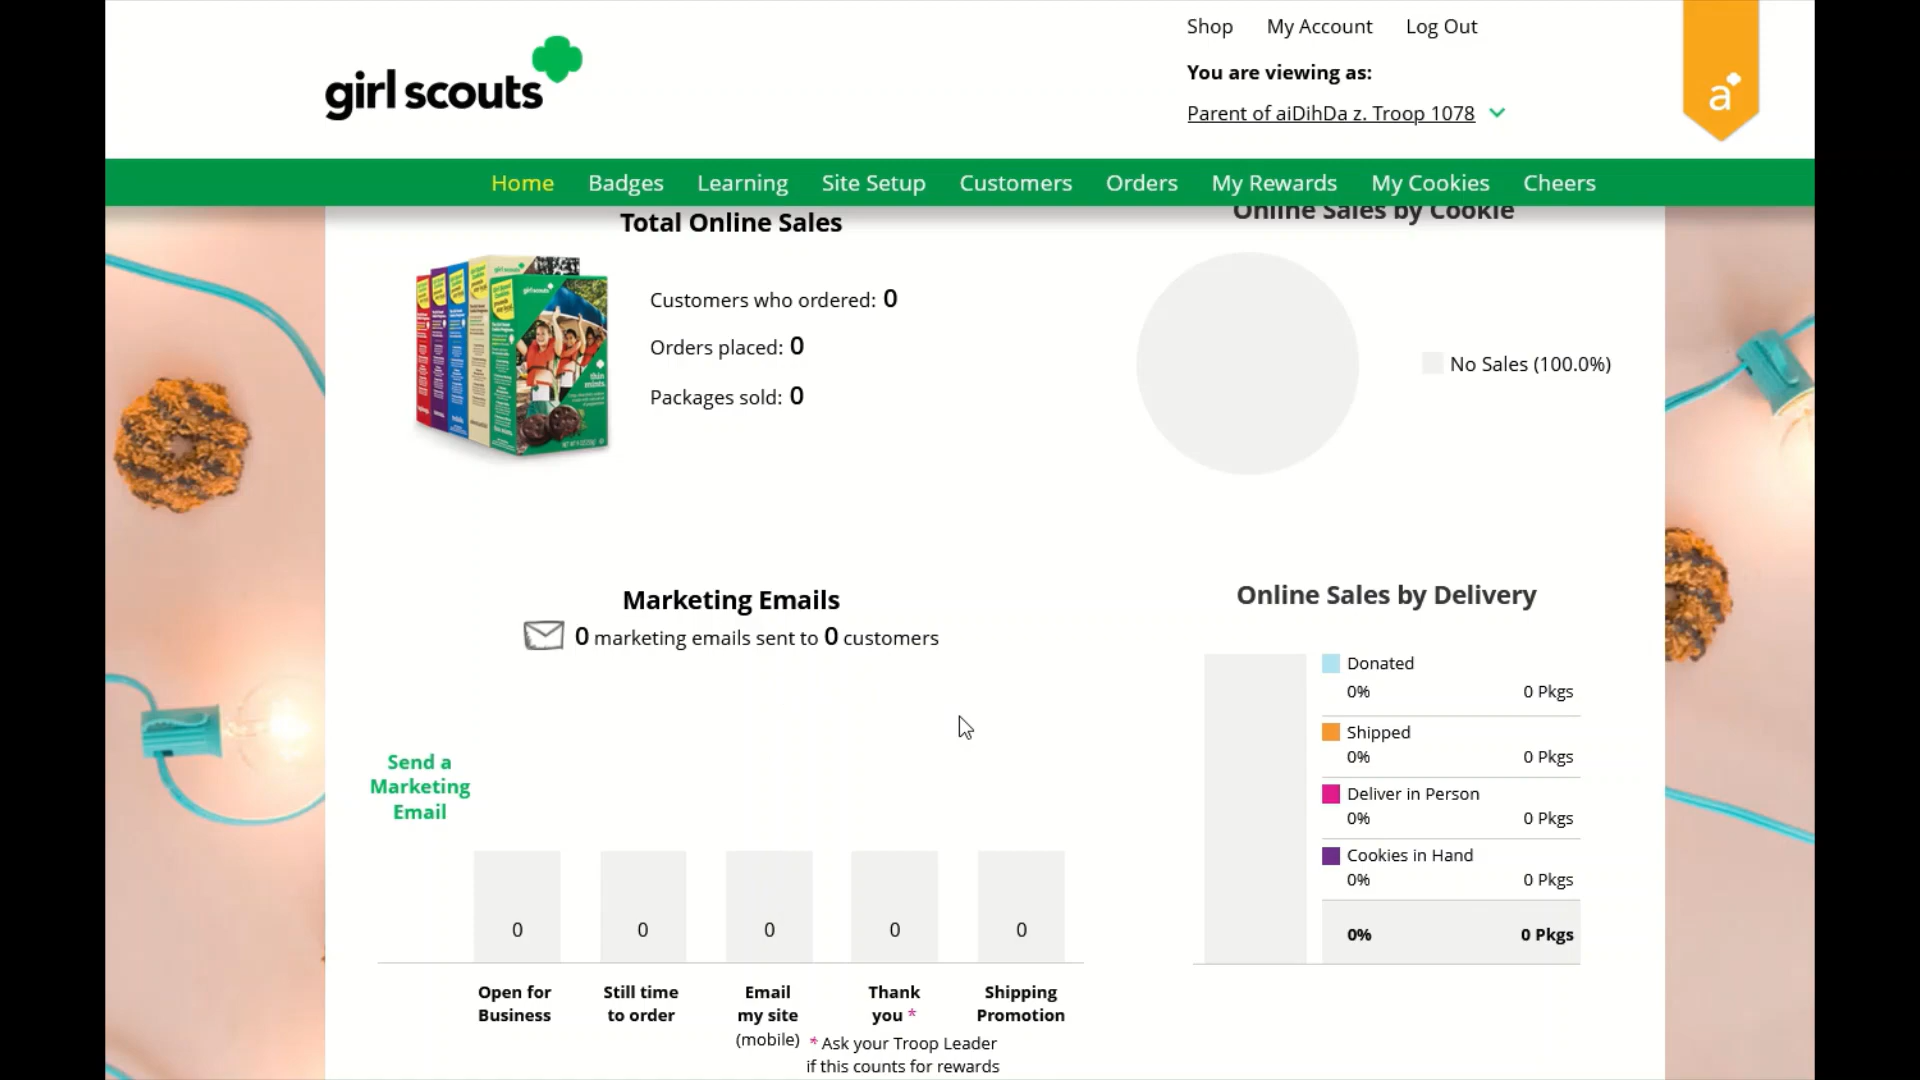 Shop My Account Log Out
girl scouts
You are viewing as:
Parent of aiDihDa z. Troop 1078
a
Home Badges Learning Site Setup Customers Orders My Rewards My Cookies Cheers
Total Online Sales
Online Sales by Cookie
Customers who ordered: 0
Orders placed: 0
Packages sold: 0
girl scouts
thin
mints
No Sales (100.0%)
Marketing Emails
0 marketing emails sent to 0 customers
Send a
Marketing
Email
0 0 0 0 0
Open for
Business
Still time
to order
Email
my site
(mobile)
Thank
you *
Shipping
Promotion
* Ask your Troop Leader
if this counts for rewards
Online Sales by Delivery
Donated
0% 0 Pkgs
Shipped
0% 0 Pkgs
Deliver in Person
0% 0 Pkgs
Cookies in Hand
0% 0 Pkgs
0% 0 Pkgs